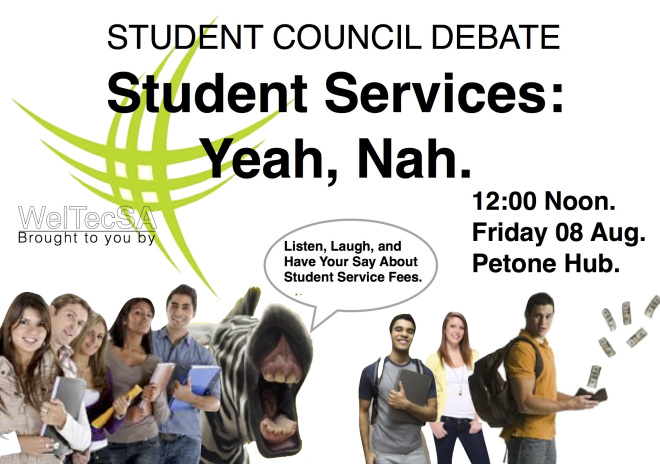 STUDENT COUNCIL DEBATE
Student Services:
Yeah, Nah.
WelTecSA
Brought to you by
12:00 Noon.
Friday 08 Aug.
Petone Hub.
Listen, Laugh, and
Have Your Say About
Student Service Fees.